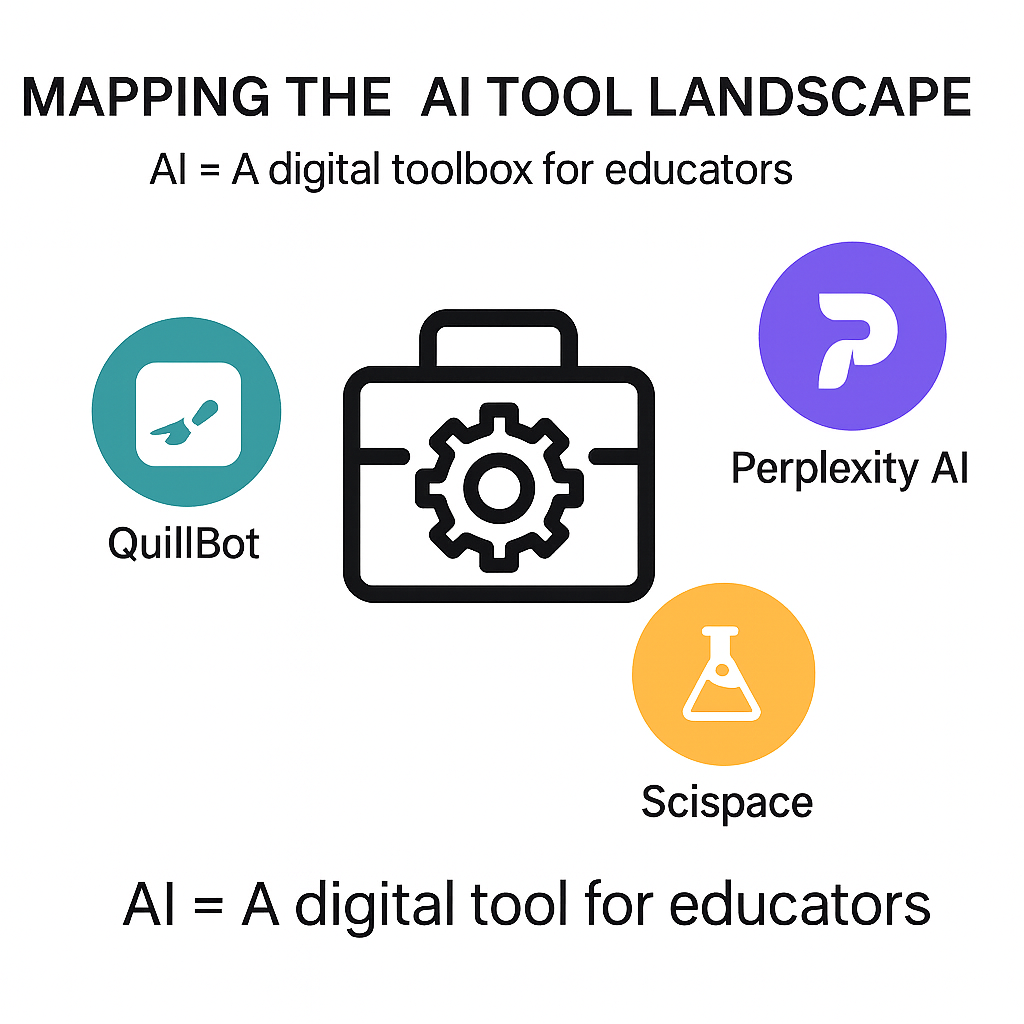 MAPPING THE AI TOOL LANDSCAPE
AI = A digital toolbox for educators
QuillBot
Perplexity AI
Scispace
AI = A digital tool for educators